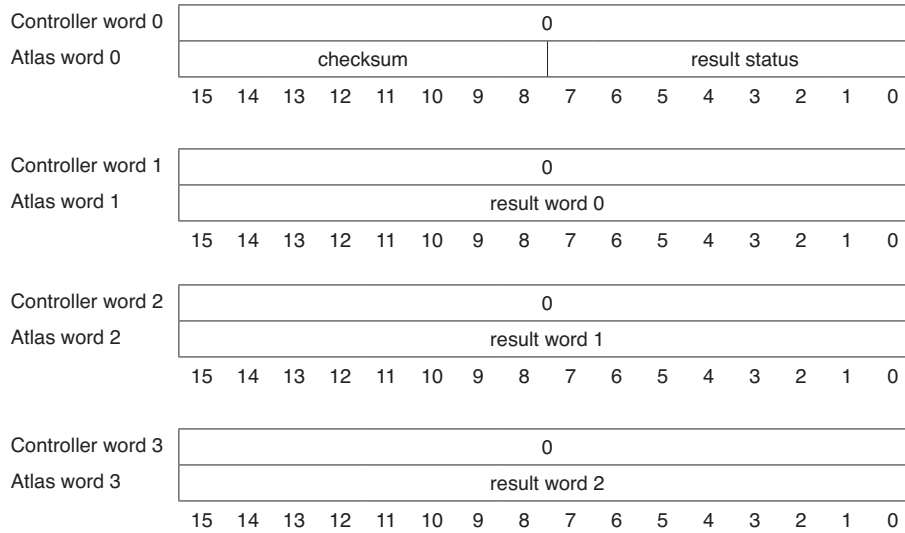 Controller word 0 0
Atlas word 0 checksum result status
15 14 13 12 11 10 9 8 7 6 5 4 3 2 1 0
Controller word 1 0
Atlas word 1 result word 0
15 14 13 12 11 10 9 8 7 6 5 4 3 2 1 0
Controller word 2 0
Atlas word 2 result word 1
15 14 13 12 11 10 9 8 7 6 5 4 3 2 1 0
Controller word 3 0
Atlas word 3 result word 2
15 14 13 12 11 10 9 8 7 6 5 4 3 2 1 0